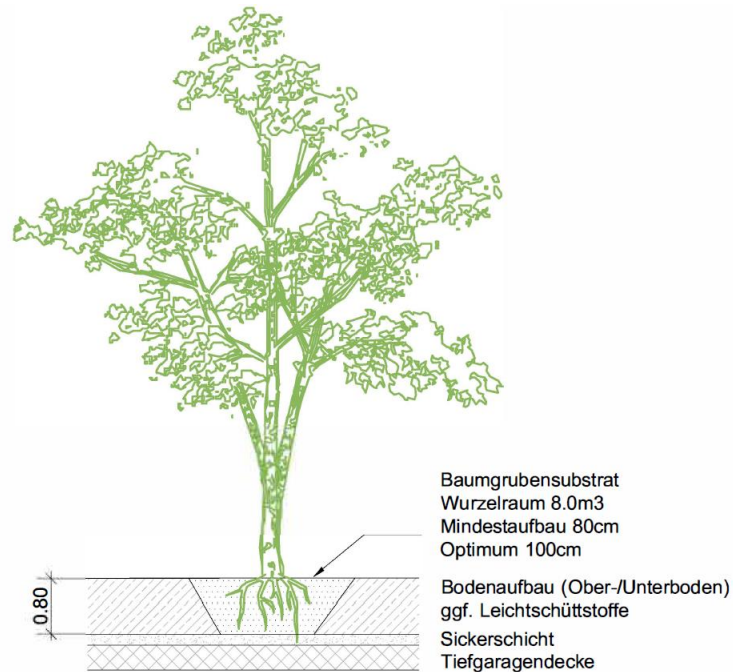 Baumgrubensubstrat
Wurzelraum 8.0m3
Mindestaufbau 80cm
Optimum 100cm
0.80
Bodenaufbau (Ober-/Unterboden)
ggf. Leichtschüttstoffe
Sickerschicht
Tiefgaragendecke